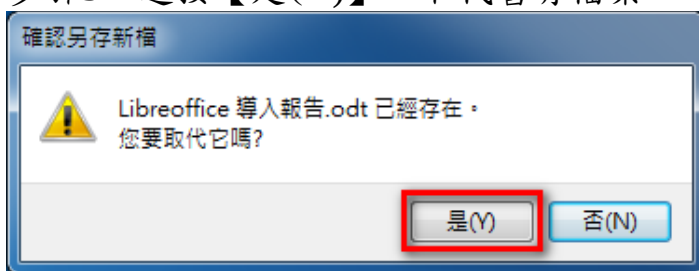 【是(Y)】
確認另存新檔
Libreoffice 導入報告.odt 已經存在。
您要取代它嗎?
是(Y) 否(N)